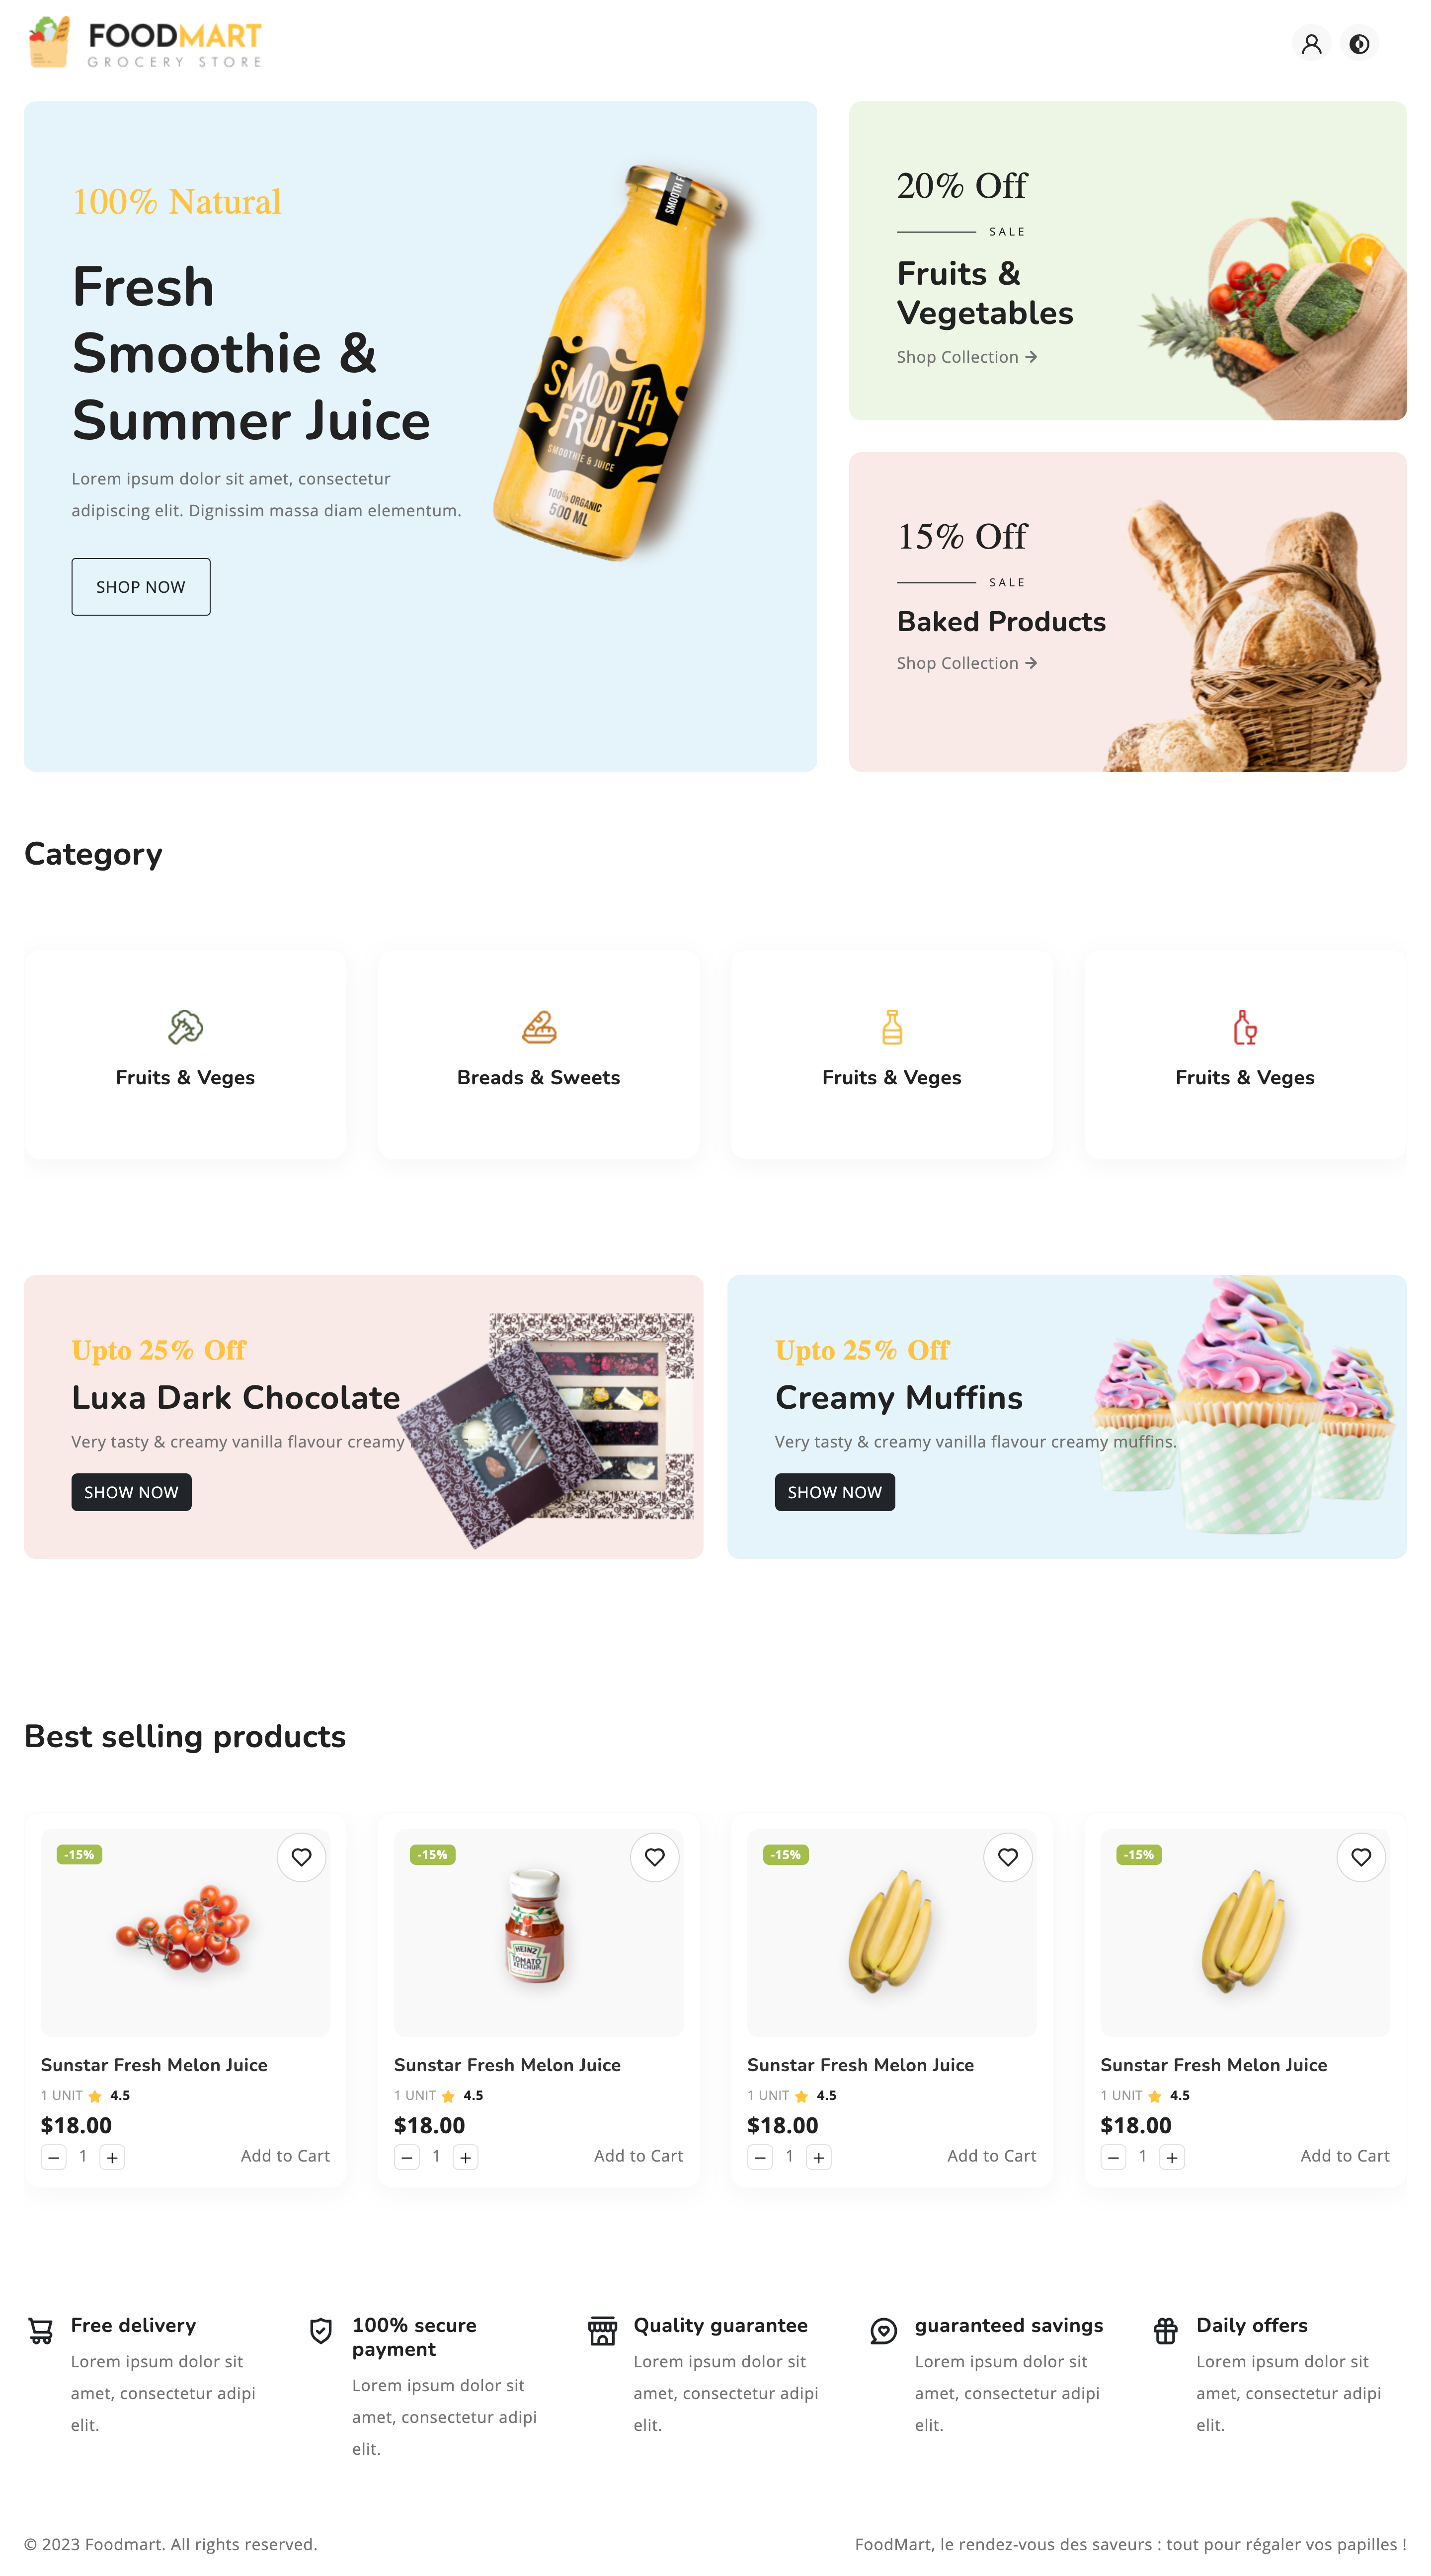 FOODMART
GROCERY STORE
100% Natural
Fresh
Smoothie &
Summer Juice
Lorem ipsum dolor sit amet, consectetur
adipiscing elit. Dignissim massa diam elementum.
SHOP NOW
SMOOTH F
SMOOTH
FRUIT
SMOOTHIE & JUICE
100% ORGANIC
500 ML
20% Off
SALE
Fruits &
Vegetables
Shop Collection →
15% Off
SALE
Baked Products
Shop Collection →
Category
Fruits & Veges
Breads & Sweets
Fruits & Veges
Fruits & Veges
Upto 25% Off
Luxa Dark Chocolate
Very tasty & creamy vanilla flavour creamy
SHOW NOW
Upto 25% Off
Creamy Muffins
Very tasty & creamy vanilla flavour creamy muffins.
SHOW NOW
Best selling products
-15%
Sunstar Fresh Melon Juice
1 UNIT 4.5
$18.00
− 1 + Add to Cart
-15%
HEINZ
TOMATO
KETCHUP
Sunstar Fresh Melon Juice
1 UNIT 4.5
$18.00
− 1 + Add to Cart
-15%
Sunstar Fresh Melon Juice
1 UNIT 4.5
$18.00
− 1 + Add to Cart
-15%
Sunstar Fresh Melon Juice
1 UNIT 4.5
$18.00
− 1 + Add to Cart
Free delivery
Lorem ipsum dolor sit
amet, consectetur adipi
elit.
100% secure
payment
Lorem ipsum dolor sit
amet, consectetur adipi
elit.
Quality guarantee
Lorem ipsum dolor sit
amet, consectetur adipi
elit.
guaranteed savings
Lorem ipsum dolor sit
amet, consectetur adipi
elit.
Daily offers
Lorem ipsum dolor sit
amet, consectetur adipi
elit.
© 2023 Foodmart. All rights reserved.
FoodMart, le rendez-vous des saveurs : tout pour régaler vos papilles !